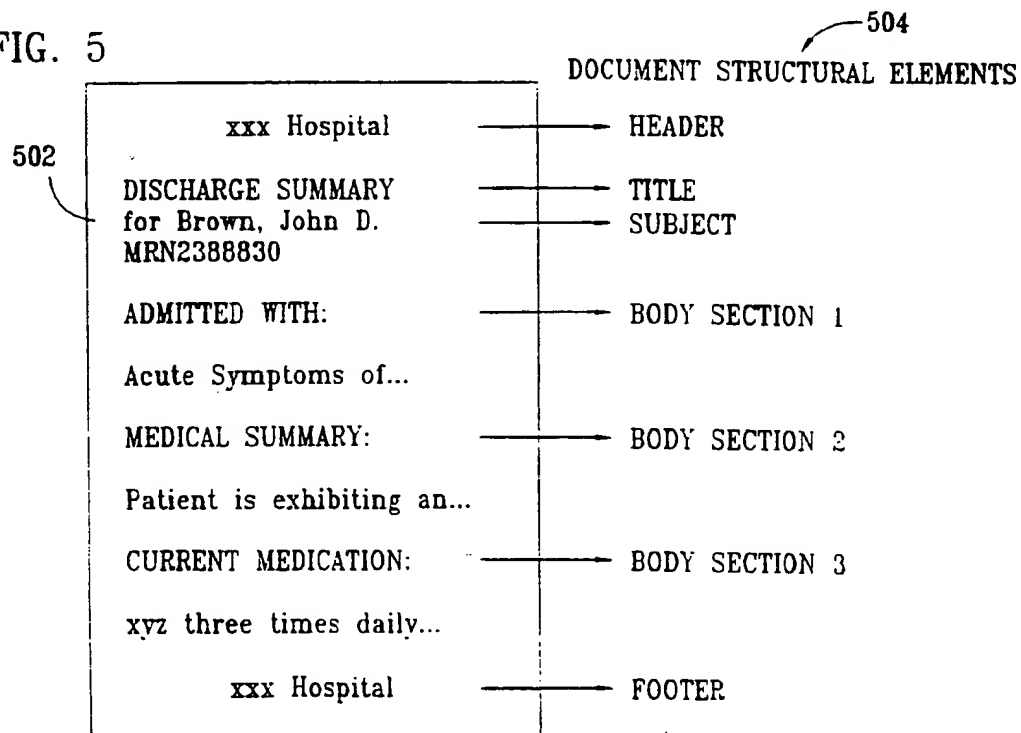 FIG. 5
504
DOCUMENT STRUCTURAL ELEMENTS
xxx Hospital HEADER
502
DISCHARGE SUMMARY TITLE
for Brown, John D. SUBJECT
MRN2388830
ADMITTED WITH: BODY SECTION 1
Acute Symptoms of...
MEDICAL SUMMARY: BODY SECTION 2
Patient is exhibiting an...
CURRENT MEDICATION: BODY SECTION 3
xyz three times daily...
xxx Hospital FOOTER